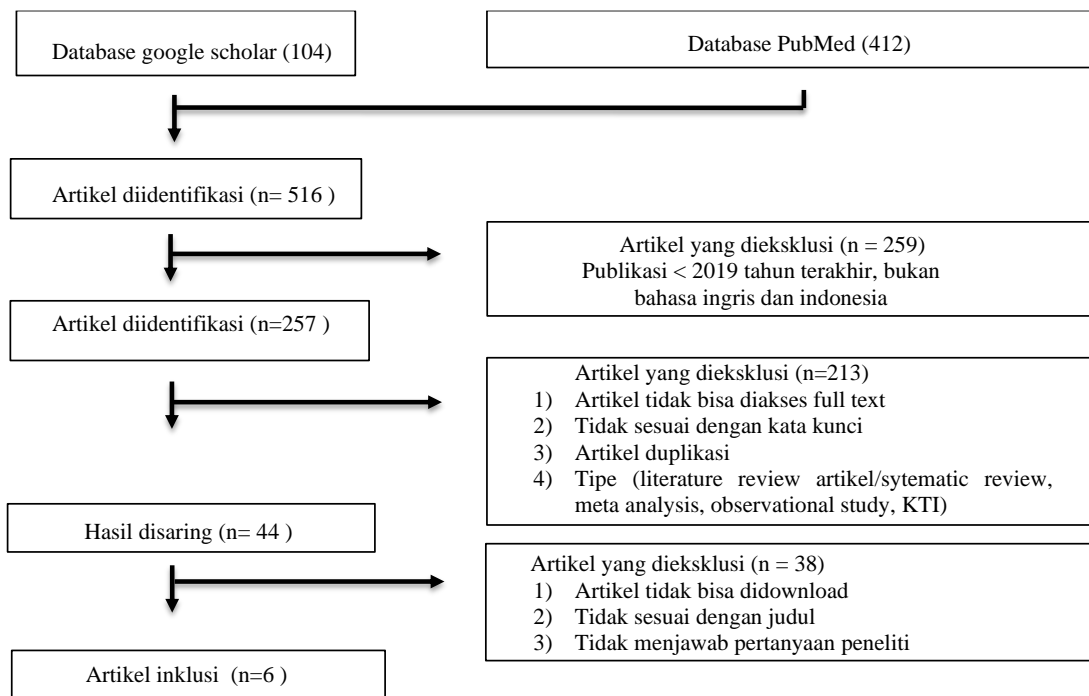 Database google scholar (104)
Database PubMed (412)
Artikel diidentifikasi (n= 516 )
Artikel yang dieksklusi (n = 259)
Publikasi < 2019 tahun terakhir, bukan
bahasa ingris dan indonesia
Artikel diidentifikasi (n=257 )
Artikel yang dieksklusi (n=213)
1) Artikel tidak bisa diakses full text
2) Tidak sesuai dengan kata kunci
3) Artikel duplikasi
4) Tipe (literature review artikel/sytematic review,
meta analysis, observational study, KTI)
Hasil disaring (n= 44 )
Artikel yang dieksklusi (n = 38)
1) Artikel tidak bisa didownload
2) Tidak sesuai dengan judul
3) Tidak menjawab pertanyaan peneliti
Artikel inklusi (n=6 )